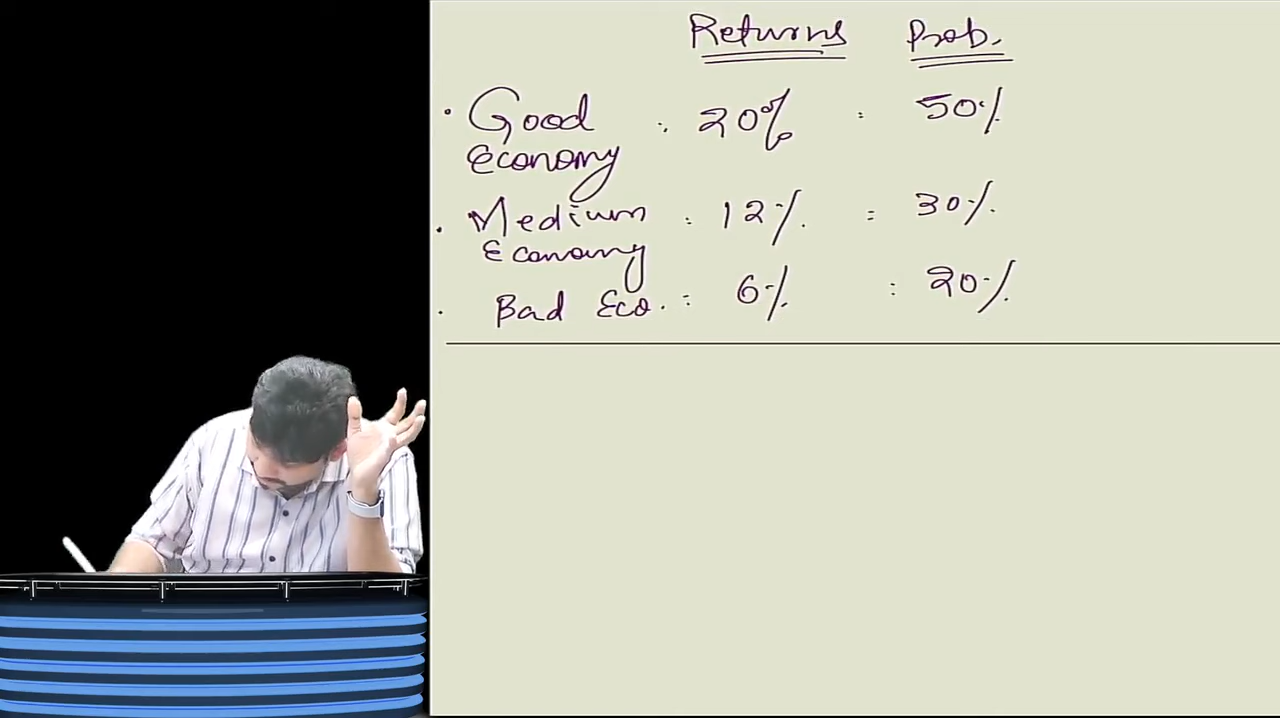 Returns Prob.
· Good : 20% : 50%
Economy
· Medium : 12% : 30%
Economy
· Bad Eco. : 6% : 20%